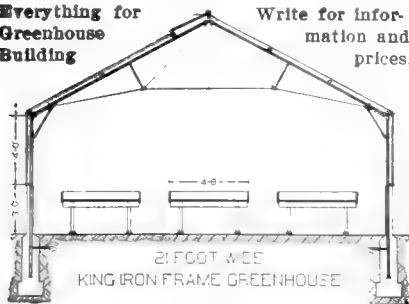 Everything for
Greenhouse
Building
Write for infor-
mation and
prices.
4-8
21 FOOT WIDE
KING IRON FRAME GREENHOUSE